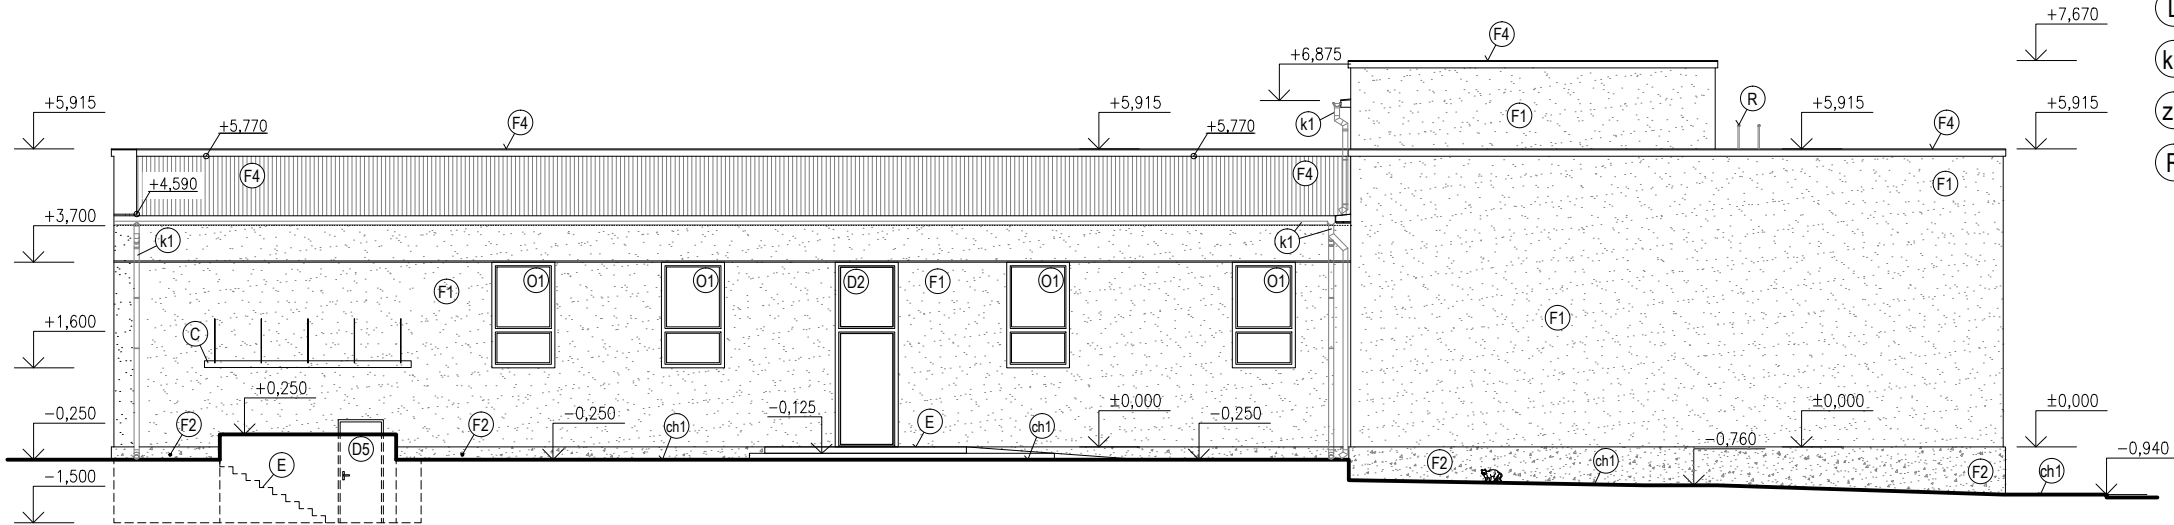 +7,670
F4
+6,875
k
+5,915
+5,770
F4
+5,915
+5,770
k1
F1
R
+5,915
F4
+5,915
z
F4
+4,590
F4
F1
+3,700
k1
k1
F1
O1
O1
D2
F1
O1
O1
F1
+1,600
C
+0,250
-0,250
F2
F2
-0,250
ch1
-0,125
E
ch1
±0,000
-0,250
±0,000
±0,000
D5
E
-0,760
F2
ch1
F2
ch1
-0,940
-1,500